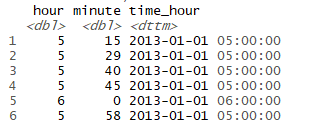 hour minute time_hour
<dbl> <dbl> <dttm>
1 5 15 2013-01-01 05:00:00
2 5 29 2013-01-01 05:00:00
3 5 40 2013-01-01 05:00:00
4 5 45 2013-01-01 05:00:00
5 6 0 2013-01-01 06:00:00
6 5 58 2013-01-01 05:00:00